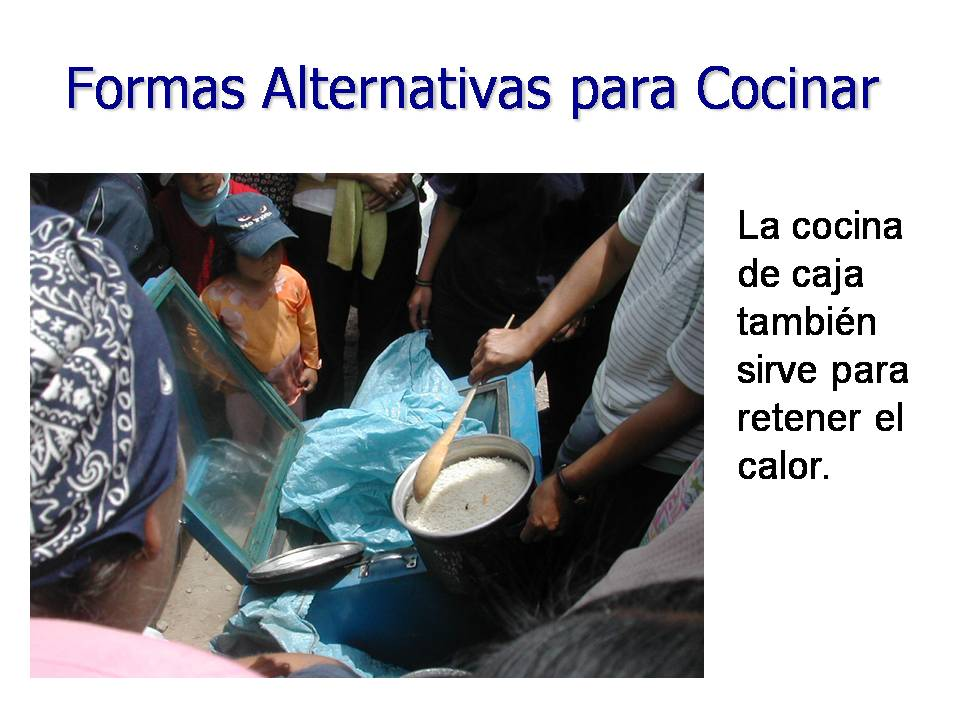 Formas Alternativas para Cocinar
La cocina
de caja
también
sirve para
retener el
calor.